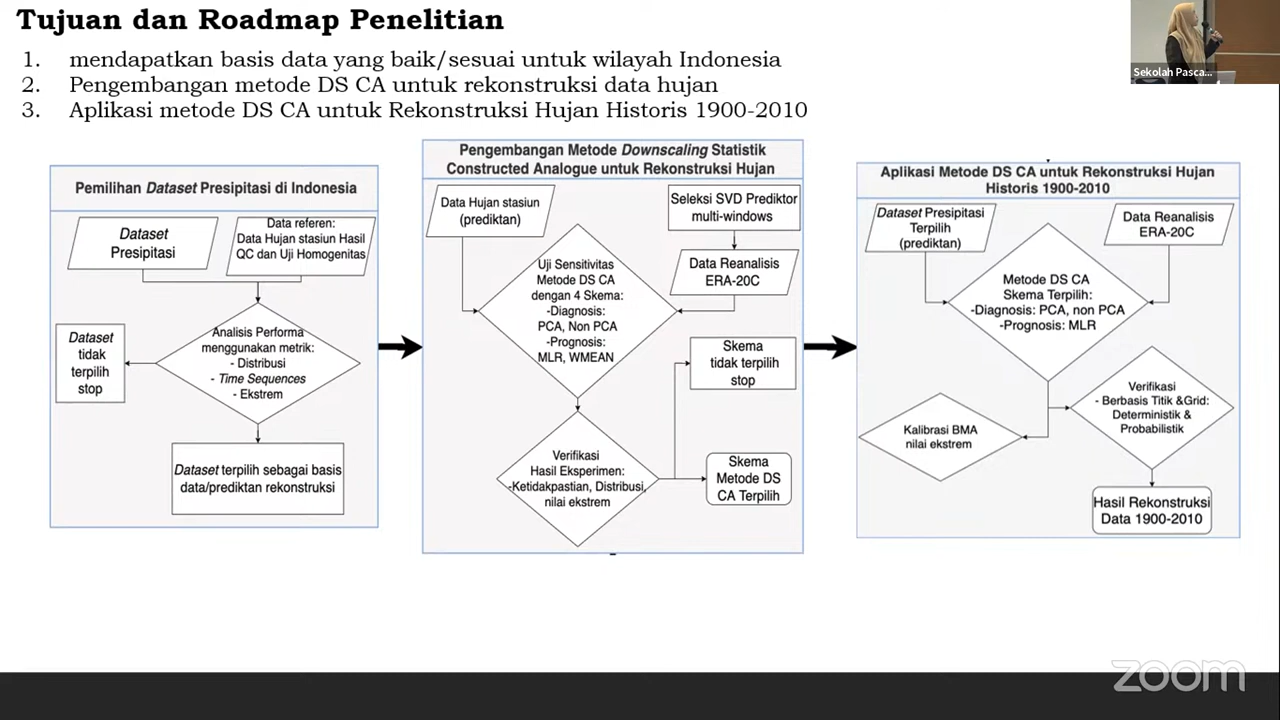 Tujuan dan Roadmap Penelitian
1. mendapatkan basis data yang baik/sesuai untuk wilayah Indonesia
2. Pengembangan metode DS CA untuk rekonstruksi data hujan
3. Aplikasi metode DS CA untuk Rekonstruksi Hujan Historis 1900-2010
Sekolah Pasca...
Pemilihan Dataset Presipitasi di Indonesia
Dataset
Presipitasi
Data referen:
Data Hujan stasiun Hasil
QC dan Uji Homogenitas
Analisis Performa
menggunakan metrik:
- Distribusi
- Time Sequences
- Ekstrem
Dataset
tidak
terpilih
stop
Dataset terpilih sebagai basis
data/prediktan rekonstruksi
Pengembangan Metode Downscaling Statistik
Constructed Analogue untuk Rekonstruksi Hujan
Data Hujan stasiun
(prediktan)
Seleksi SVD Prediktor
multi-windows
Data Reanalisis
ERA-20C
Uji Sensitivitas
Metode DS CA
dengan 4 Skema:
-Diagnosis:
PCA, Non PCA
-Prognosis:
MLR, WMEAN
Skema
tidak terpilih
stop
Verifikasi
Hasil Eksperimen:
-Ketidakpastian, Distribusi,
nilai ekstrem
Skema
Metode DS
CA Terpilih
Aplikasi Metode DS CA untuk Rekonstruksi Hujan
Historis 1900-2010
Dataset Presipitasi
Terpilih
(prediktan)
Data Reanalisis
ERA-20C
Metode DS CA
Skema Terpilih:
-Diagnosis: PCA, non PCA
-Prognosis: MLR
Verifikasi
- Berbasis Titik &Grid:
Deterministik &
Probabilistik
Kalibrasi BMA
nilai ekstrem
Hasil Rekonstruksi
Data 1900-2010
zoom